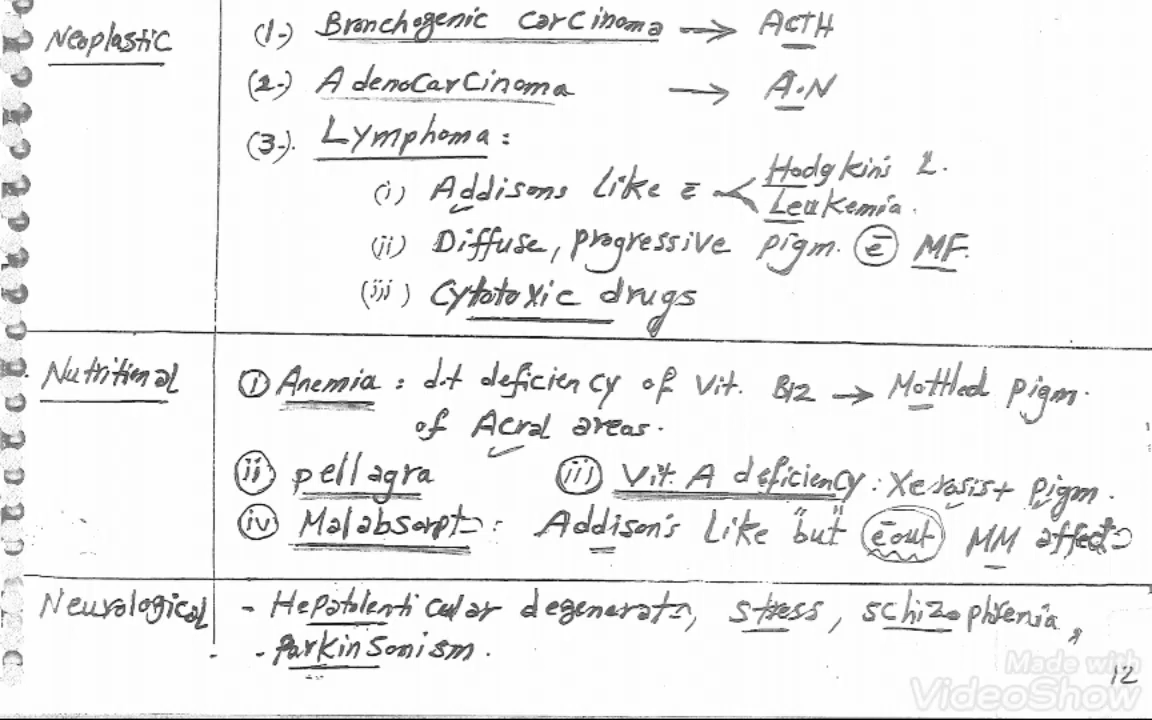 Neoplastic
(1-) Bronchogenic carcinoma → ACTH
(2-) Adenocarcinoma → A.N
(3-). Lymphoma :
(i) Addisons like ē < Hodgkin's L.
Leukemia.
(ii) Diffuse, progressive pigm. ē MF.
(iii) Cytotoxic drugs
Nutritional
(i) Anemia : d.t deficiency of Vit. B12 → Mottled pigm.
of Acral areas.
(ii) pellagra (iii) Vit. A deficiency : Xerosis + pigm.
(iv) Malabsorpt= : Addison's Like "but" ēout MM affect=
Neurological - Hepatolenticular degenerat=, stress, schizophrenia,
- Parkinsonism.
12
Made with
VideoShow